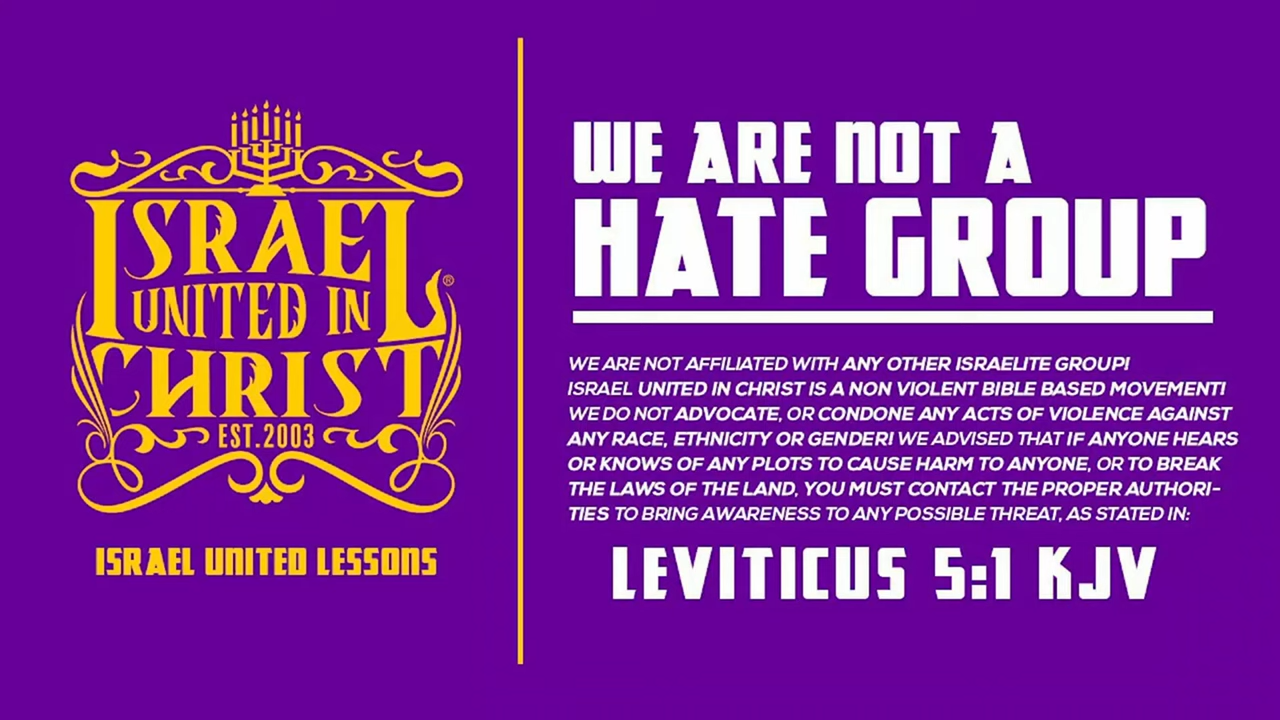 ISRAEL
UNITED IN
CHRIST
®
EST.2003
ISRAEL UNITED LESSONS
WE ARE NOT A
HATE GROUP
WE ARE NOT AFFILIATED WITH ANY OTHER ISRAELITE GROUP!
ISRAEL UNITED IN CHRIST IS A NON VIOLENT BIBLE BASED MOVEMENT!
WE DO NOT ADVOCATE, OR CONDONE ANY ACTS OF VIOLENCE AGAINST
ANY RACE, ETHNICITY OR GENDER! WE ADVISED THAT IF ANYONE HEARS
OR KNOWS OF ANY PLOTS TO CAUSE HARM TO ANYONE, OR TO BREAK
THE LAWS OF THE LAND, YOU MUST CONTACT THE PROPER AUTHORI-
TIES TO BRING AWARENESS TO ANY POSSIBLE THREAT, AS STATED IN:
LEVITICUS 5:1 KJV